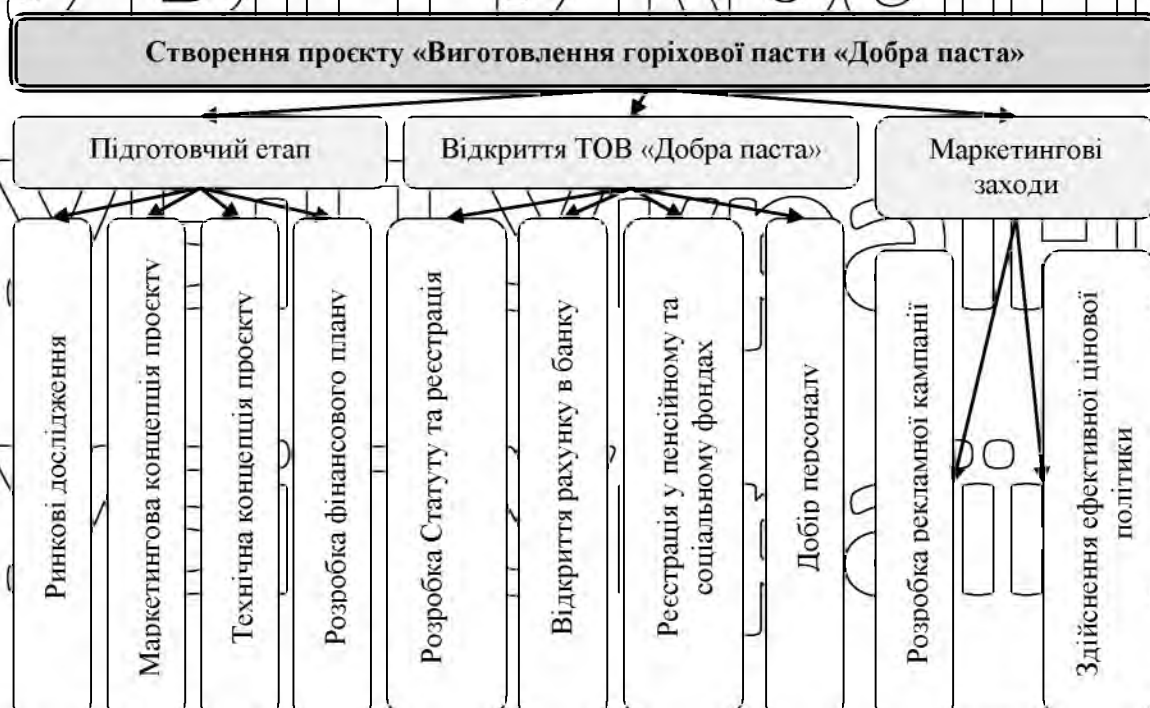 Створення проєкту «Виготовлення горіхової пасти «Добра паста»
Підготовчий етап
Відкриття ТОВ «Добра паста»
Маркетингові
заходи
Ринкові дослідження
Маркетингова концепція проєкту
Технічна концепція проєкту
Розробка фінансового плану
Розробка Статуту та реєстрація
Відкриття рахунку в банку
Реєстрація у пенсійному та
соціальному фондах
Добір персоналу
Розробка рекламної кампанії
Здійснення ефективної цінової
політики